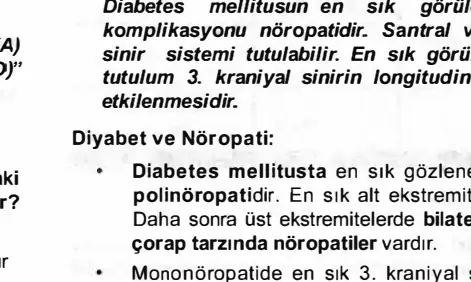 A)
D)"
ki
r?
ır
Diabetes mellitusun en sık görül
komplikasyonu nöropatidir. Santral v
sinir sistemi tutulabilir. En sık görü
tutulum 3. kraniyal sinirin longitudin
etkilenmesidir.
Diyabet ve Nöropati:
• Diabetes mellitusta en sık gözlene
polinöropatidir. En sık alt ekstremit
Daha sonra üst ekstremitelerde bilate
çorap tarzında nöropatiler vardır.
• Mononöropatide en sık 3. kraniyal s